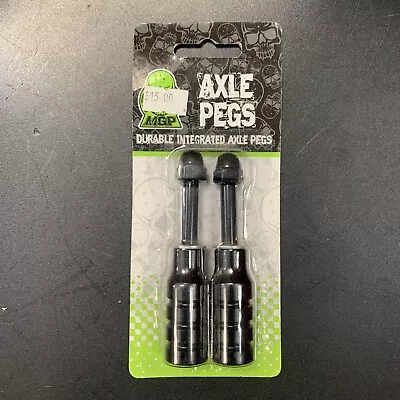 AXLE
PEGS
£15.00
MGP
DURABLE INTEGRATED AXLE PEGS